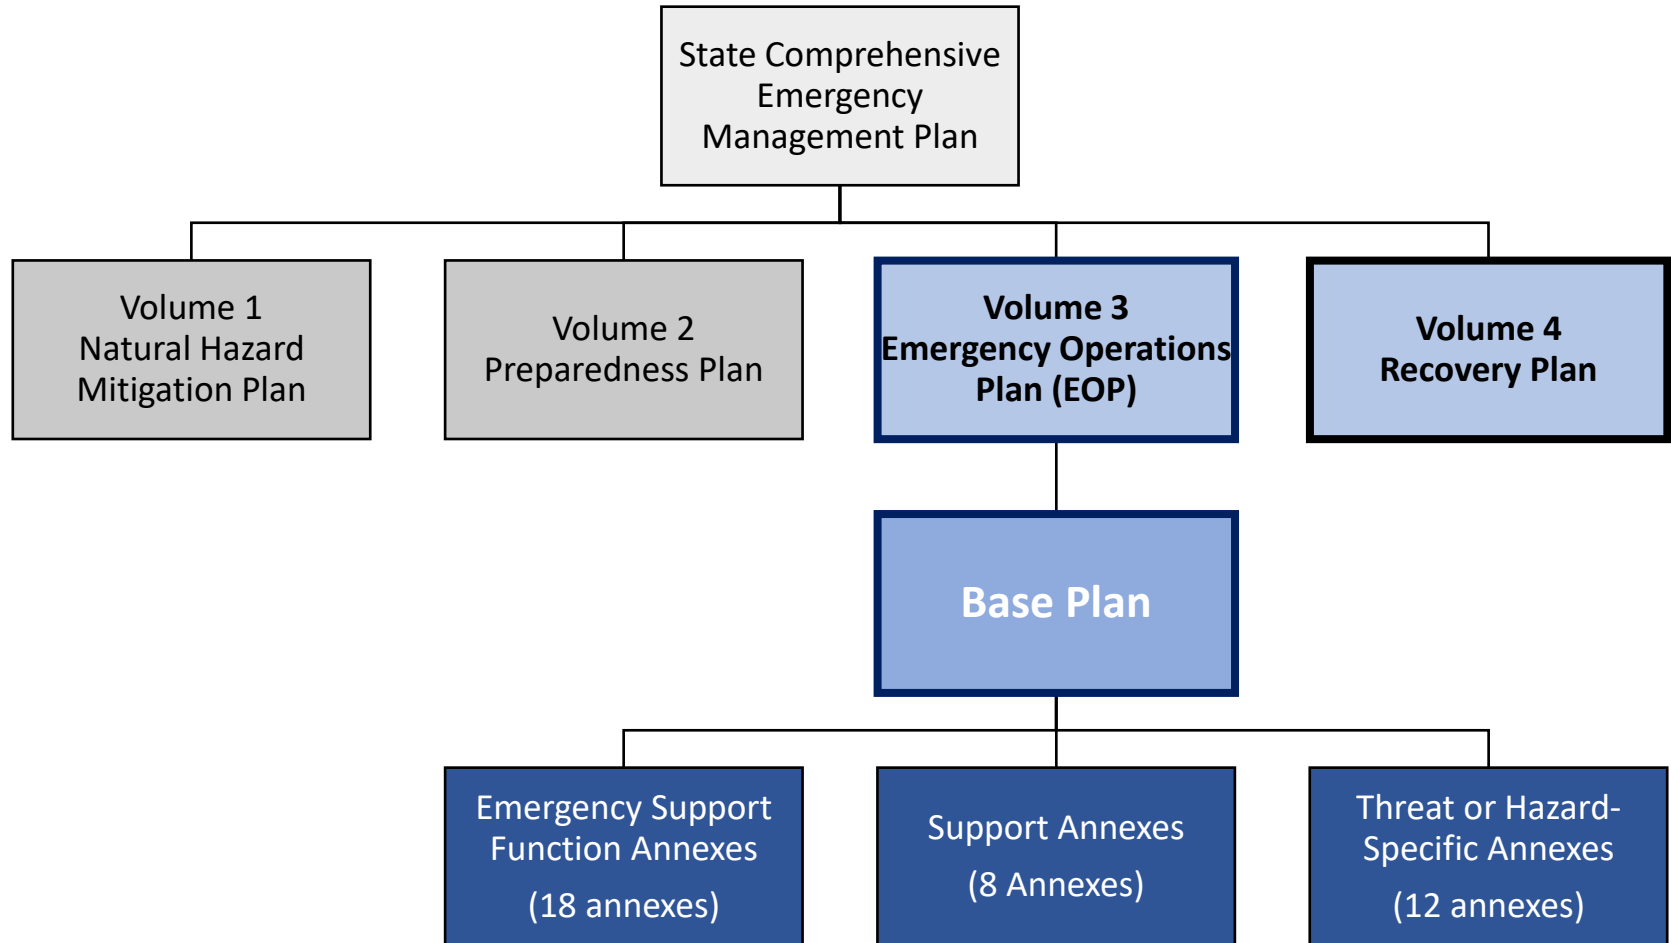 State Comprehensive
Emergency
Management Plan
Volume 1
Natural Hazard
Mitigation Plan
Volume 2
Preparedness Plan
Volume 3
Emergency Operations
Plan (EOP)
Volume 4
Recovery Plan
Base Plan
Emergency Support
Function Annexes
(18 annexes)
Support Annexes
(8 Annexes)
Threat or Hazard-
Specific Annexes
(12 annexes)